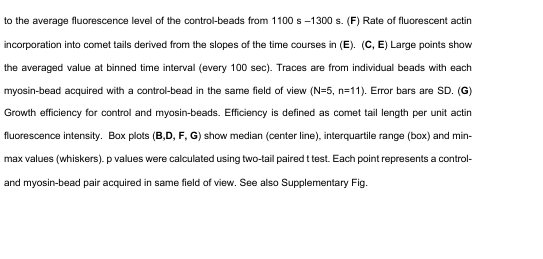 to the average fluorescence level of the control-beads from 1100 s –1300 s. (F) Rate of fluorescent actin
incorporation into comet tails derived from the slopes of the time courses in (E). (C, E) Large points show
the averaged value at binned time interval (every 100 sec). Traces are from individual beads with each
myosin-bead acquired with a control-bead in the same field of view (N=5, n=11). Error bars are SD. (G)
Growth efficiency for control and myosin-beads. Efficiency is defined as comet tail length per unit actin
fluorescence intensity. Box plots (B,D, F, G) show median (center line), interquartile range (box) and min-
max values (whiskers). p values were calculated using two-tail paired t test. Each point represents a control-
and myosin-bead pair acquired in same field of view. See also Supplementary Fig.